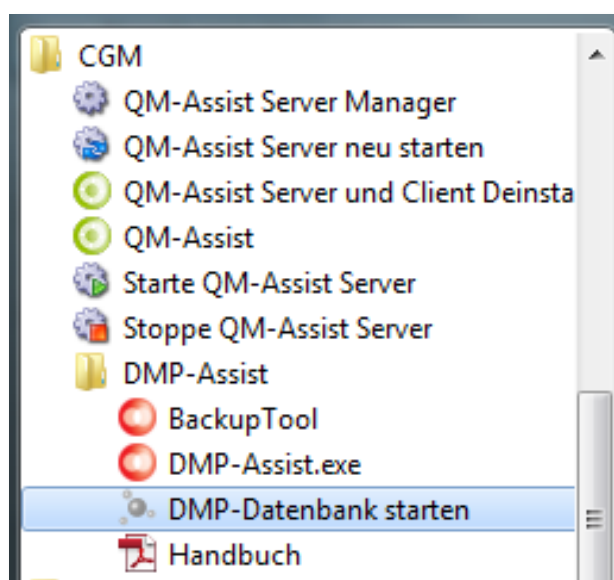 CGM
QM-Assist Server Manager
QM-Assist Server neu starten
QM-Assist Server und Client Deinsta
QM-Assist
Starte QM-Assist Server
Stoppe QM-Assist Server
DMP-Assist
BackupTool
DMP-Assist.exe
DMP-Datenbank starten
Handbuch